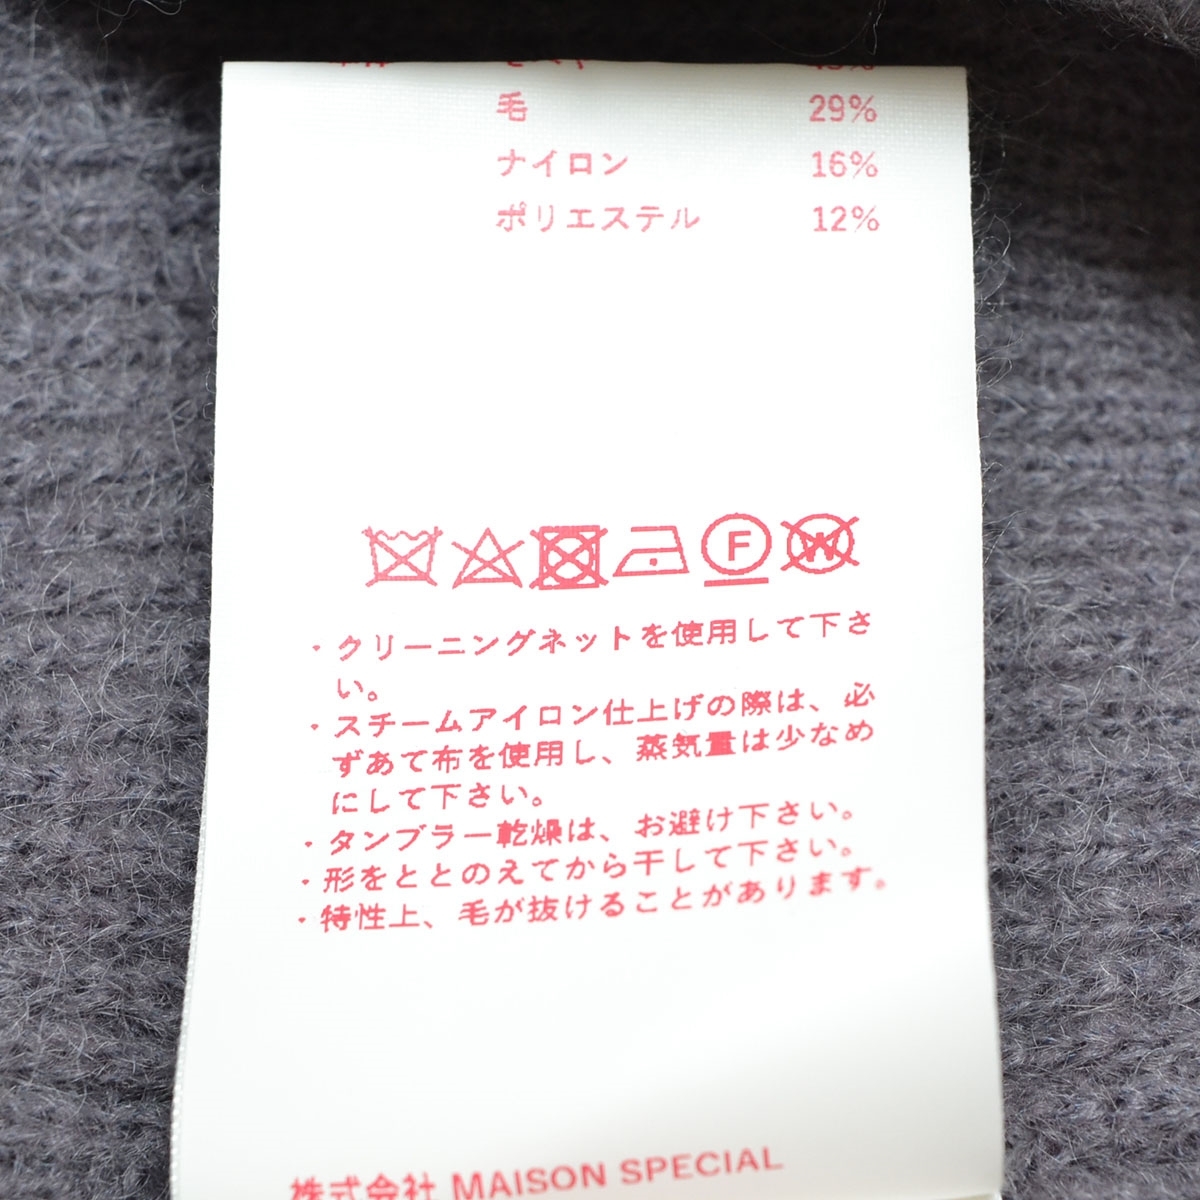 毛 29%
ナイロン 16%
ポリエステル 12%
F
W
・クリーニングネットを使用して下さ
い。
・スチームアイロン仕上げの際は、必
ずあて布を使用し、蒸気量は少なめ
にして下さい。
・タンブラー乾燥は、お避け下さい。
・形をととのえてから干して下さい。
・特性上、毛が抜けることがあります。
株式会社 MAISON SPECIAL